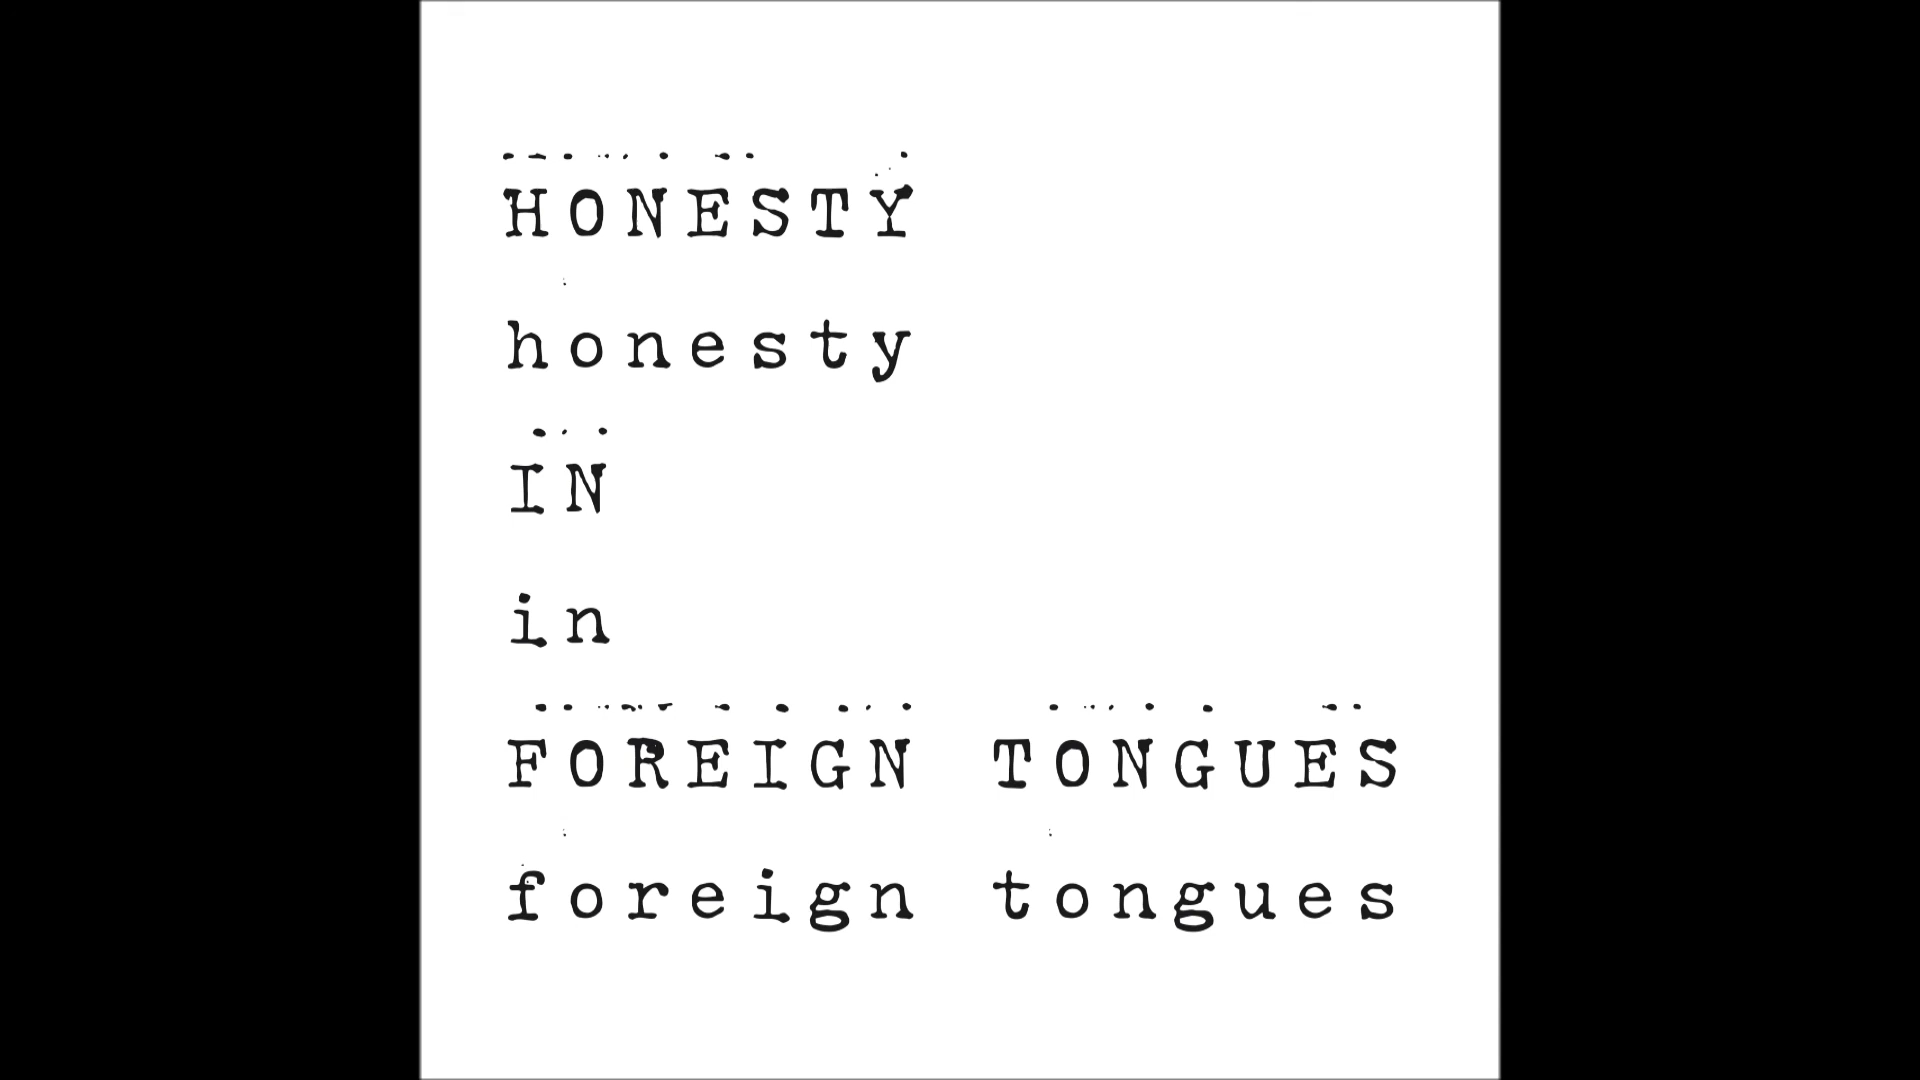 HONESTY
honesty
IN
in
FOREIGN TONGUES
foreign tongues